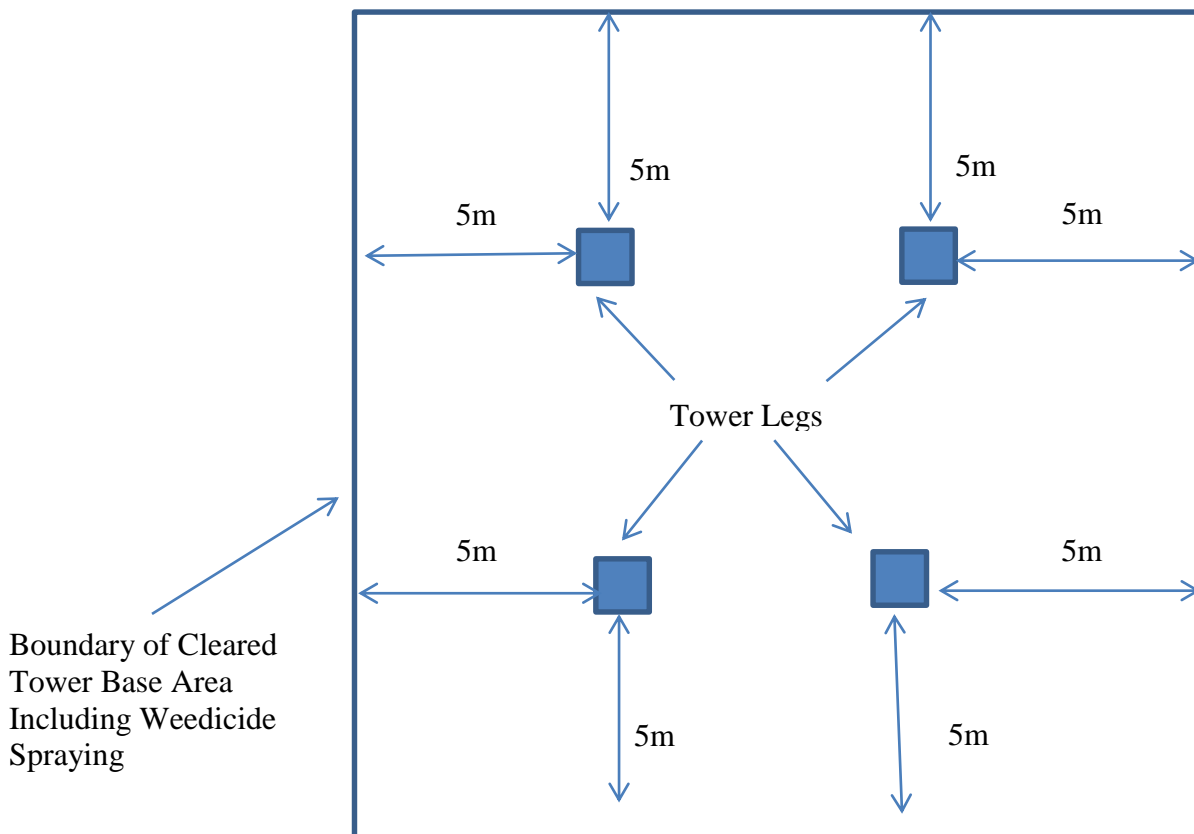 5m
5m
5m
5m
Tower Legs
5m
5m
Boundary of Cleared
Tower Base Area
Including Weedicide
Spraying
5m
5m